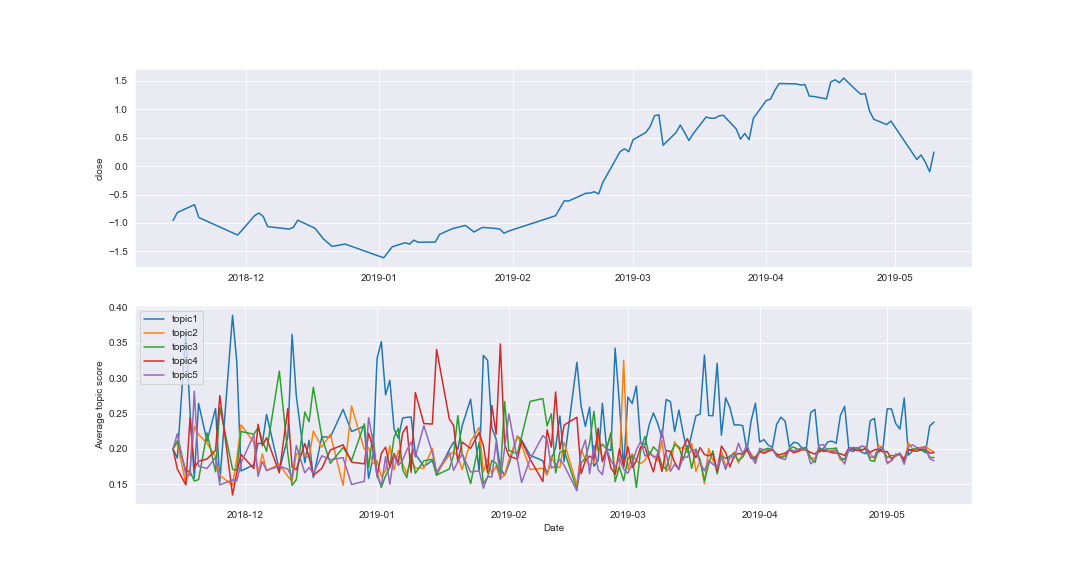 close
1.5
1.0
0.5
0.0
−0.5
−1.0
−1.5
2018-12 2019-01 2019-02 2019-03 2019-04 2019-05
Average topic score
0.40
0.35
0.30
0.25
0.20
0.15
topic1
topic2
topic3
topic4
topic5
2018-12 2019-01 2019-02 2019-03 2019-04 2019-05
Date